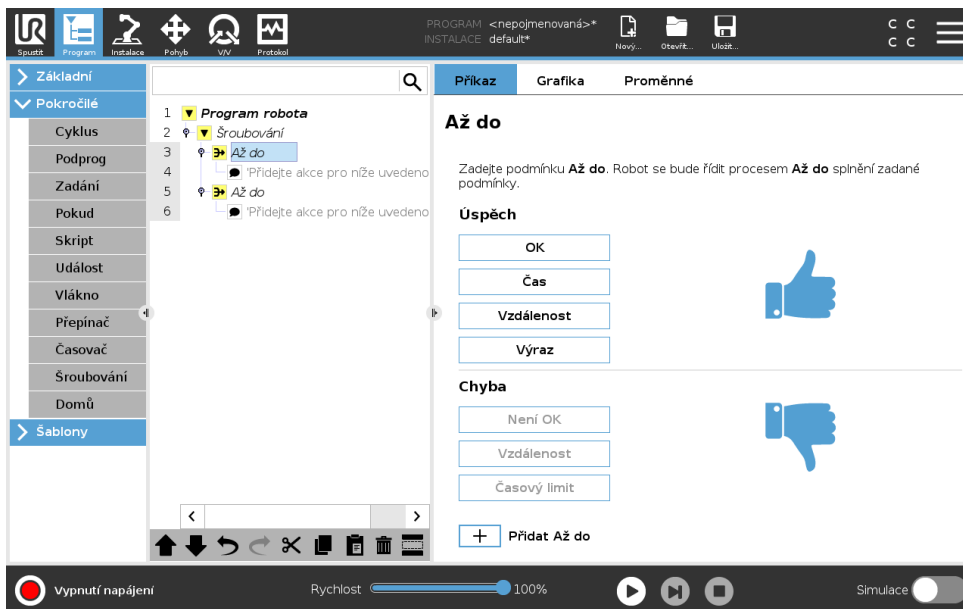 PROGRAM <nepojmenovaná>*
INSTALACE default*
Spustit Program Instalace Pohyb V/V Protokol Nový... Otevřít... Uložit...
C C
C C
Základní
Pokročilé
Cyklus
Podprog
Zadání
Pokud
Skript
Událost
Vlákno
Přepínač
Časovač
Šroubování
Domů
Šablony
1 Program robota
2 Šroubování
3 Až do
4 'Přidejte akce pro níže uvedeno
5 Až do
6 'Přidejte akce pro níže uvedeno
Příkaz Grafika Proměnné
Až do
Zadejte podmínku Až do. Robot se bude řídit procesem Až do splnění zadané
podmínky.
Úspěch
OK
Čas
Vzdálenost
Výraz
Chyba
Není OK
Vzdálenost
Časový limit
+ Přidat Až do
Vypnutí napájení Rychlost 100% Simulace